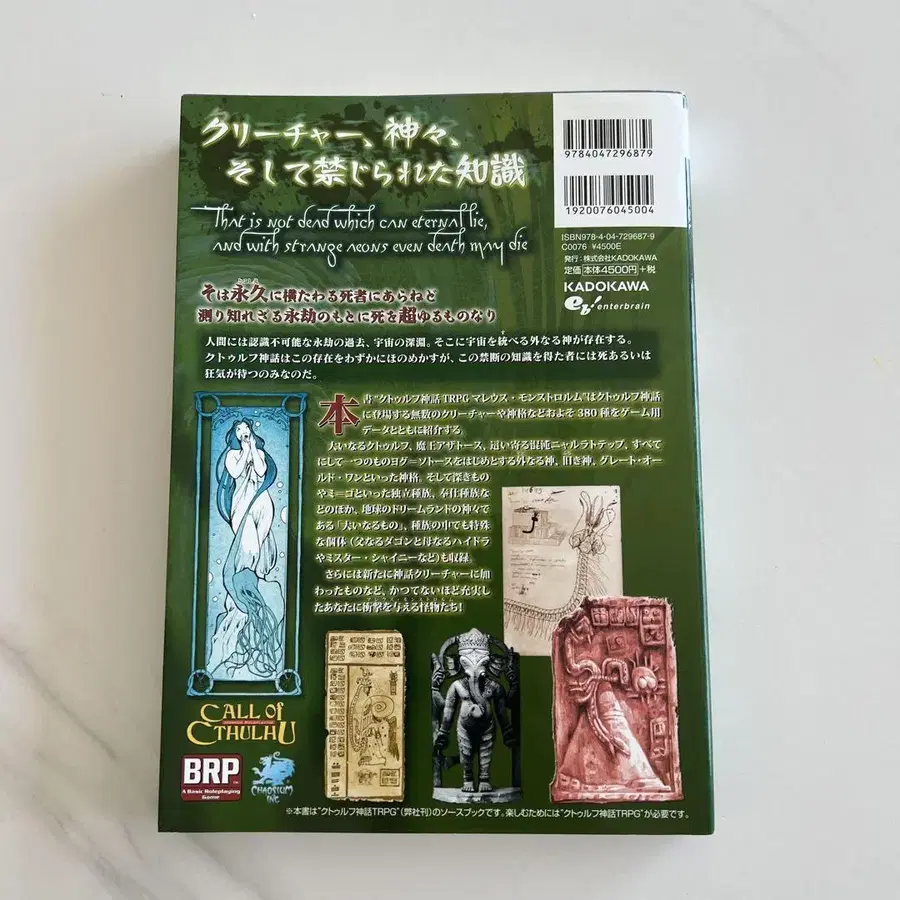 クリーチャー、神々、
そして禁じられた知識
That is not dead which can eternal lie,
and with strange aeons even death may die
そは永久に横たわる死者にあらねど
測り知れざる永劫のもとに死を超ゆるものなり
人間には認識不可能な永劫の過去、宇宙の深淵。そこに宇宙を統べる外なる神が存在する。
クトゥルフ神話はこの存在をわずかにほのめかすが、この禁断の知識を得た者には死あるいは
狂気が待つのみなのだ。
本書"クトゥルフ神話TRPG マレウス・モンストロルム"はクトゥルフ神話
に登場する無数のクリーチャーや神格などおよそ380種をゲーム用
データとともに紹介する。
大いなるクトゥルフ、魔王アザトース、這い寄る混沌ニャルラトテップ、すべて
にして一つのものヨグ=ソトースをはじめとする外なる神、旧き神、グレート・オー
ルド・ワンといった神格。そして深きもの
やミ=ゴといった独立種族、奉仕種族な
どのほか、地球のドリームランドの神々で
ある「大いなるもの」、種族の中でも特殊
な個体（父なるダゴンと母なるハイドラ
やミスター・シャイニーなど）も収録。
さらには新たに神話クリーチャーに加
わったものなど、かつてないほど充実し
たあなたに衝撃を与える怪物たち!
CALL of
CTHULHU
BRP
A Basic Roleplaying
Game
CHAOSIUM
INC
9784047296879
1920076045004
ISBN978-4-04-729687-9
C0076 ¥4500E
発行：株式会社KADOKAWA
定価 本体4500円 +税
KADOKAWA
eb! enterbrain
※本書は"クトゥルフ神話TRPG"（弊社刊）のソースブックです。楽しむためには"クトゥルフ神話TRPG"が必要です。